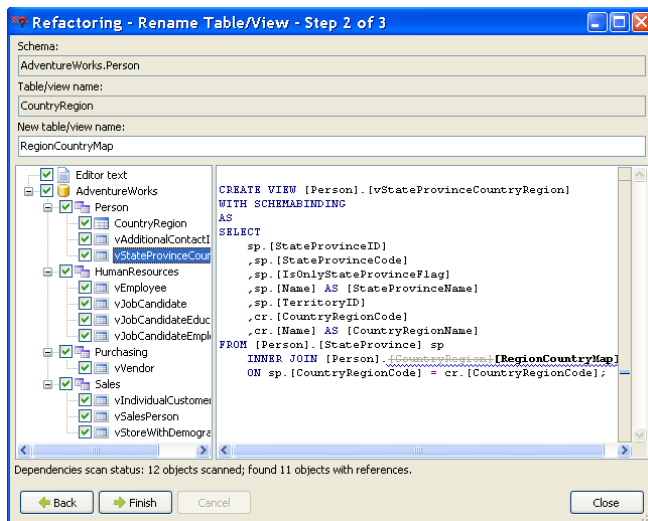 Refactoring - Rename Table/View - Step 2 of 3
Schema:
AdventureWorks.Person
Table/view name:
CountryRegion
New table/view name:
RegionCountryMap
Editor text
AdventureWorks
Person
CountryRegion
vAdditionalContactI
vStateProvinceCour
HumanResources
vEmployee
vJobCandidate
vJobCandidateEduc
vJobCandidateEmpl
Purchasing
vVendor
Sales
vIndividualCustomer
vSalesPerson
vStoreWithDemogra
CREATE VIEW [Person].[vStateProvinceCountryRegion]
WITH SCHEMABINDING
AS
SELECT
sp.[StateProvinceID]
,sp.[StateProvinceCode]
,sp.[IsOnlyStateProvinceFlag]
,sp.[Name] AS [StateProvinceName]
,sp.[TerritoryID]
,cr.[CountryRegionCode]
,cr.[Name] AS [CountryRegionName]
FROM [Person].[StateProvince] sp
INNER JOIN [Person].[CountryRegion][RegionCountryMap]
ON sp.[CountryRegionCode] = cr.[CountryRegionCode];
Dependencies scan status: 12 objects scanned; found 11 objects with references.
Back
Finish
Cancel
Close